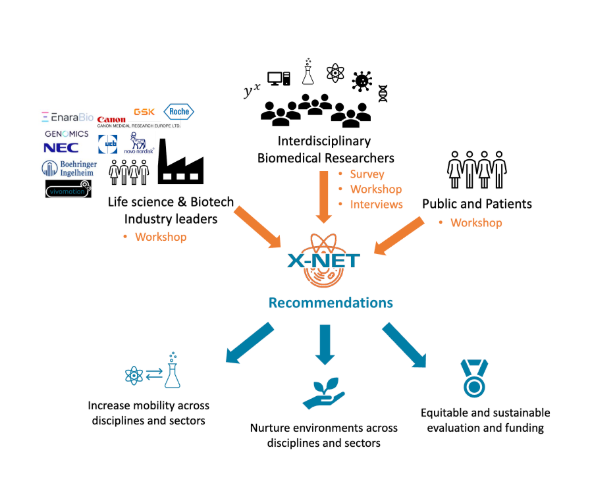 EnaraBio
GSK
Roche
Canon
CANON MEDICAL RESEARCH EUROPE LTD.
GENOMICS
NEC
ucb
novo nordisk
Boehringer
Ingelheim
vivomotion
Life science & Biotech
Industry leaders
• Workshop
y^x
Interdisciplinary
Biomedical Researchers
• Survey
• Workshop
• Interviews
Public and Patients
• Workshop
X-NET
Recommendations
Increase mobility across
disciplines and sectors
Nurture environments across
disciplines and sectors
Equitable and sustainable
evaluation and funding